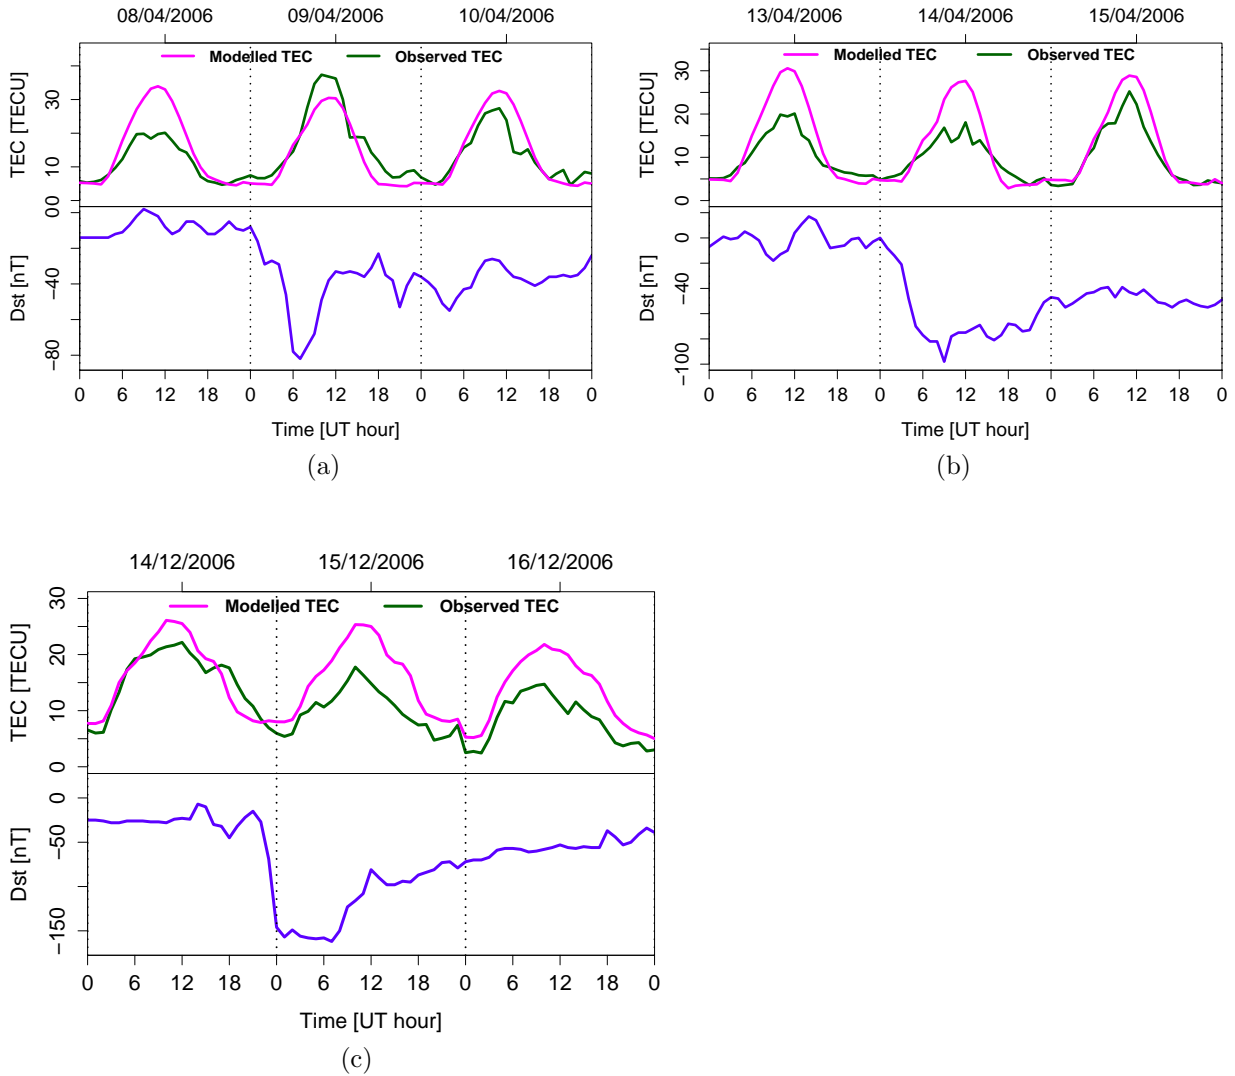 08/04/2006 09/04/2006 10/04/2006
Modelled TEC Observed TEC
TEC [TECU]
00 10 30
Dst [nT]
−80 −40 00
0 6 12 18 0 6 12 18 0 6 12 18 0
Time [UT hour]
(a)
13/04/2006 14/04/2006 15/04/2006
Modelled TEC Observed TEC
TEC [TECU]
0 10 20 30
Dst [nT]
−100 −40 0
0 6 12 18 0 6 12 18 0 6 12 18 0
Time [UT hour]
(b)
14/12/2006 15/12/2006 16/12/2006
Modelled TEC Observed TEC
TEC [TECU]
0 10 20 30
Dst [nT]
−150 −50 0
0 6 12 18 0 6 12 18 0 6 12 18 0
Time [UT hour]
(c)